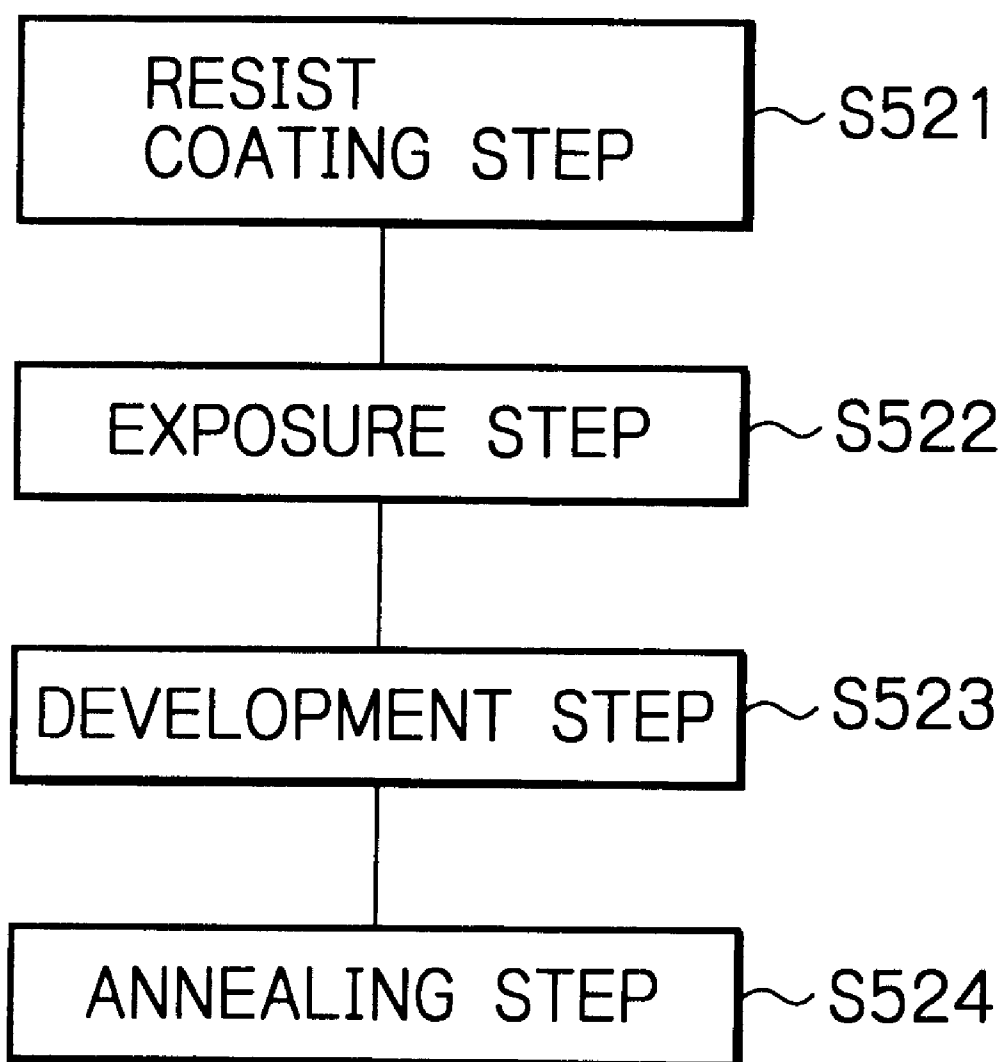 RESIST
COATING STEP
S521
EXPOSURE STEP
S522
DEVELOPMENT STEP
S523
ANNEALING STEP
S524